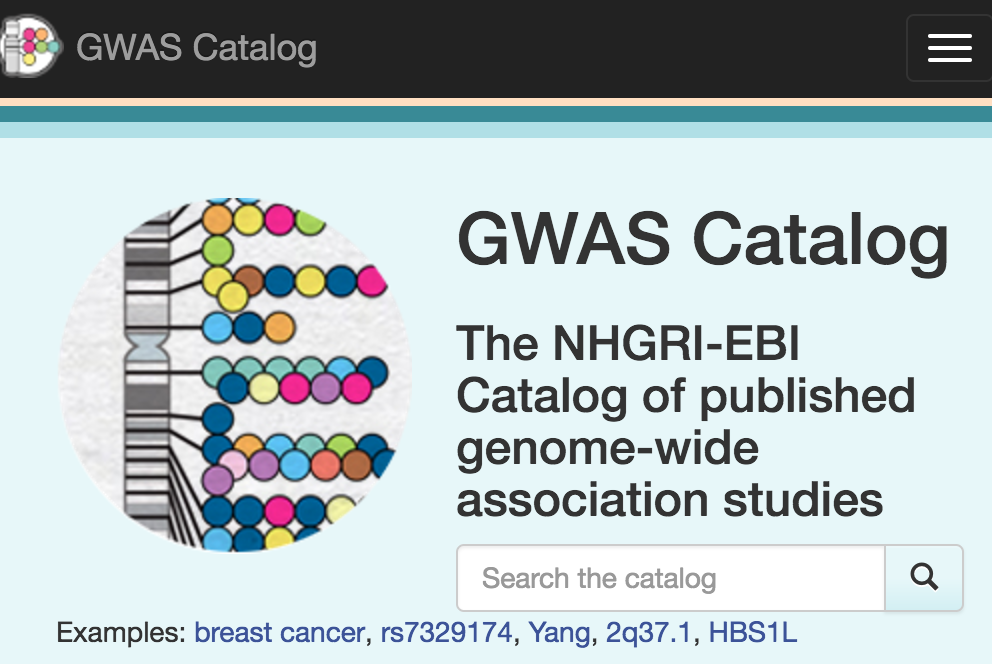 GWAS Catalog
GWAS Catalog
The NHGRI-EBI
Catalog of published
genome-wide
association studies
Search the catalog
Examples: breast cancer, rs7329174, Yang, 2q37.1, HBS1L